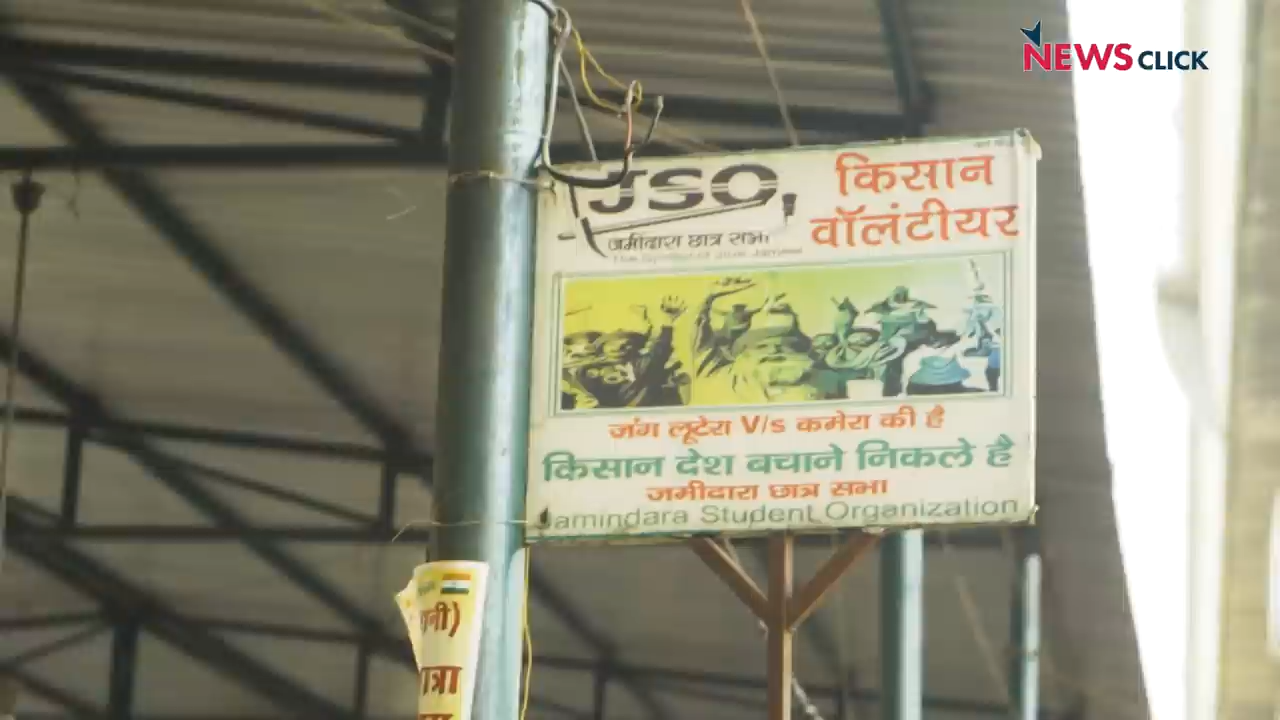 NEWS CLICK
JSO
जमीदारा छात्र सभा
किसान
वॉलंटीयर
जंग लूटेरा V/s कमेरा की है
किसान देश बचाने निकले है
जमीदारा छात्र सभा
Jamindara Student Organization